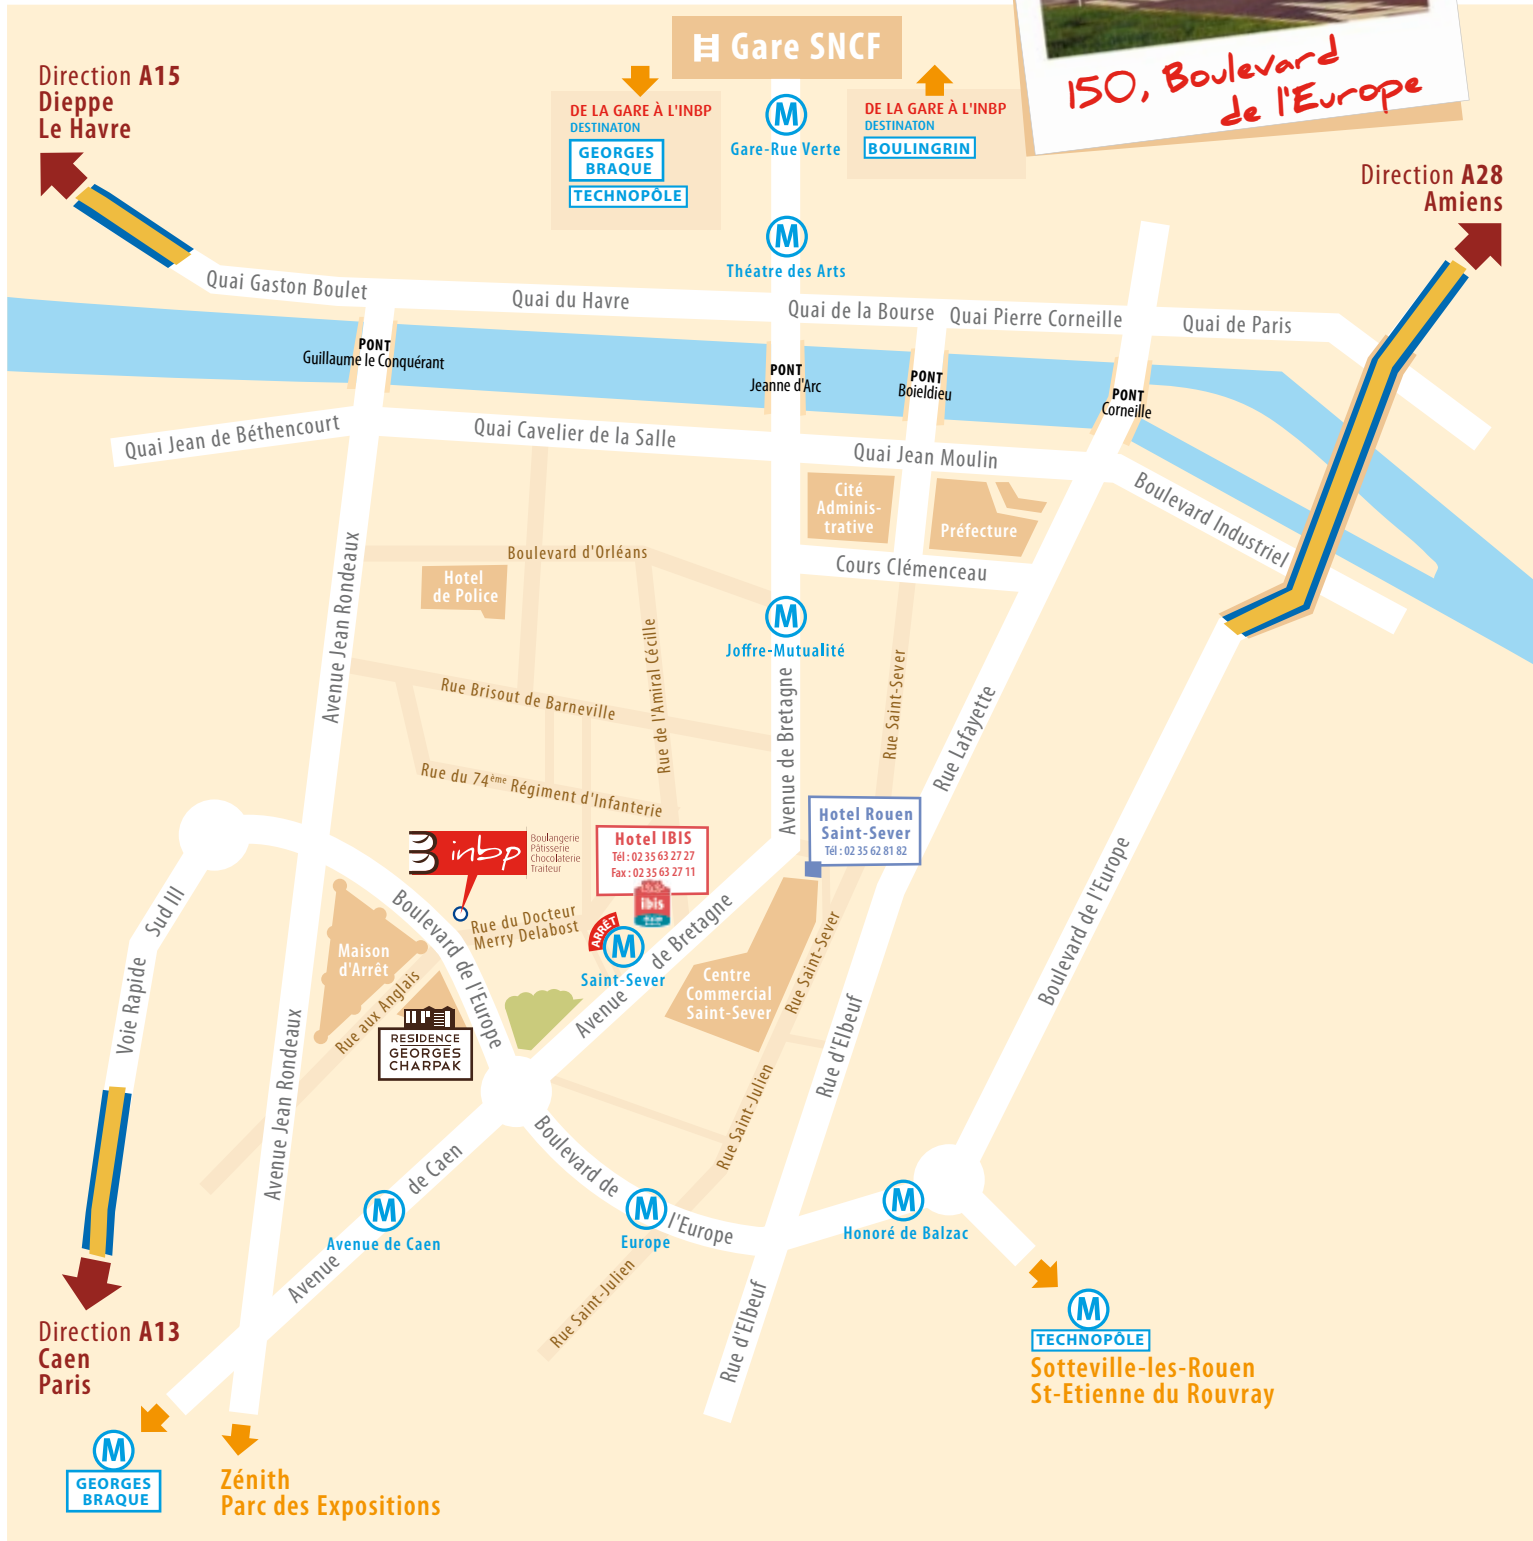 Gare SNCF
150, Boulevard
de l'Europe
Direction A15
Dieppe
Le Havre
DE LA GARE À L'INBP
DESTINATON
GEORGES
BRAQUE
TECHNOPÔLE
M
Gare-Rue Verte
DE LA GARE À L'INBP
DESTINATON
BOULINGRIN
Direction A28
Amiens
M
Théatre des Arts
Quai Gaston Boulet
Quai du Havre
Quai de la Bourse
Quai Pierre Corneille
Quai de Paris
PONT
Guillaume le Conquérant
PONT
Jeanne d'Arc
PONT
Boieldieu
PONT
Corneille
Quai Jean de Béthencourt
Quai Cavelier de la Salle
Quai Jean Moulin
Boulevard Industriel
Cité
Adminis-
trative
Préfecture
Cours Clémenceau
Boulevard d'Orléans
Hotel
de Police
Avenue Jean Rondeaux
M
Joffre-Mutualité
Rue de l'Amiral Cécille
Rue Brisout de Barneville
Avenue de Bretagne
Rue Saint-Sever
Rue Lafayette
Rue du 74ème Régiment d'Infanterie
Hotel Rouen
Saint-Sever
Tél : 02 35 62 81 82
inbp
Boulangerie
Pâtisserie
Chocolaterie
Traiteur
Hotel IBIS
Tél : 02 35 63 27 27
Fax : 02 35 63 27 11
ibis
Boulevard de l'Europe
Sud III
Voie Rapide
Boulevard de l'Europe
Rue du Docteur
Merry Delabost
ARRÊT
M
Saint-Sever
Avenue
de Bretagne
Maison
d'Arrêt
Rue aux Anglais
Centre
Commercial
Saint-Sever
Rue Saint-Sever
RESIDENCE
GEORGES
CHARPAK
Rue d'Elbeuf
Avenue Jean Rondeaux
Rue Saint-Julien
Boulevard de
l'Europe
de Caen
Avenue
M
Avenue de Caen
M
Europe
M
Honoré de Balzac
Rue Saint-Julien
Rue d'Elbeuf
Direction A13
Caen
Paris
M
TECHNOPÔLE
Sotteville-les-Rouen
St-Etienne du Rouvray
M
GEORGES
BRAQUE
Zénith
Parc des Expositions